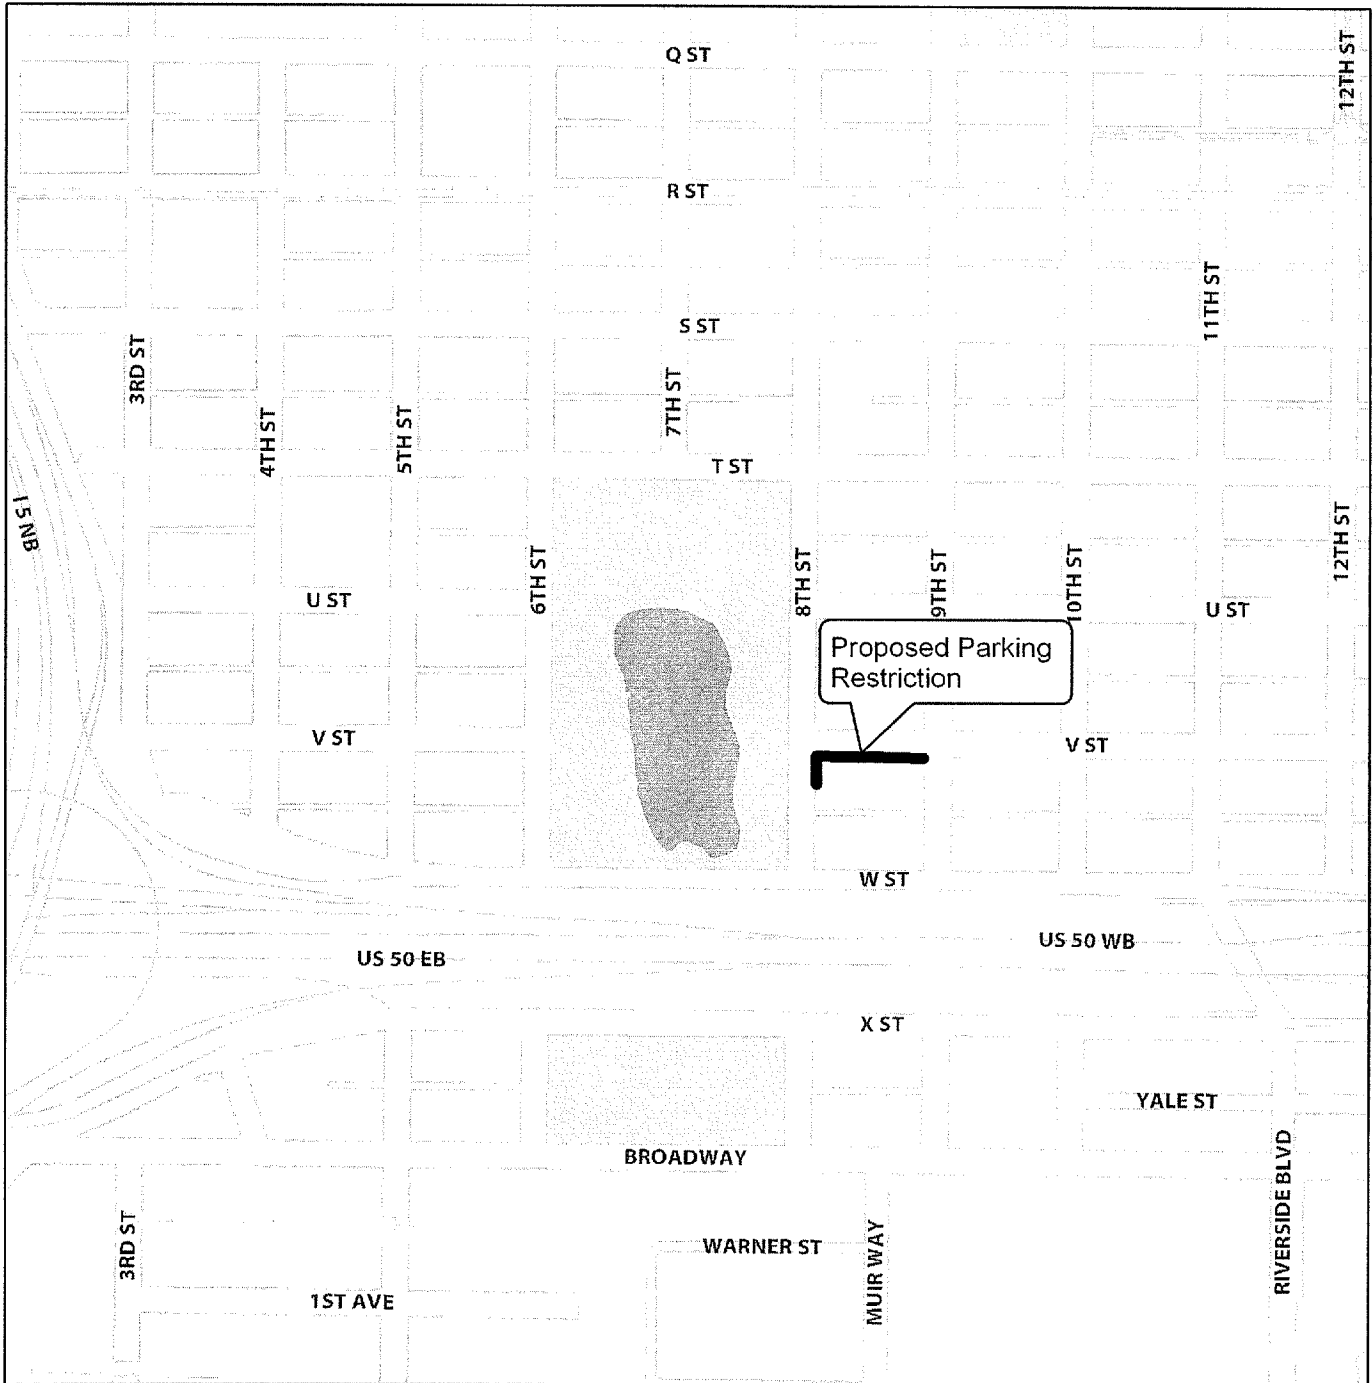 Q ST
12TH ST
R ST
11TH ST
S ST
3RD ST
7TH ST
4TH ST
5TH ST
T ST
I 5 NB
12TH ST
6TH ST
8TH ST
9TH ST
10TH ST
U ST
U ST
Proposed Parking
Restriction
V ST
V ST
W ST
US 50 WB
US 50 EB
X ST
YALE ST
BROADWAY
RIVERSIDE BLVD
3RD ST
WARNER ST
MUIR WAY
1ST AVE